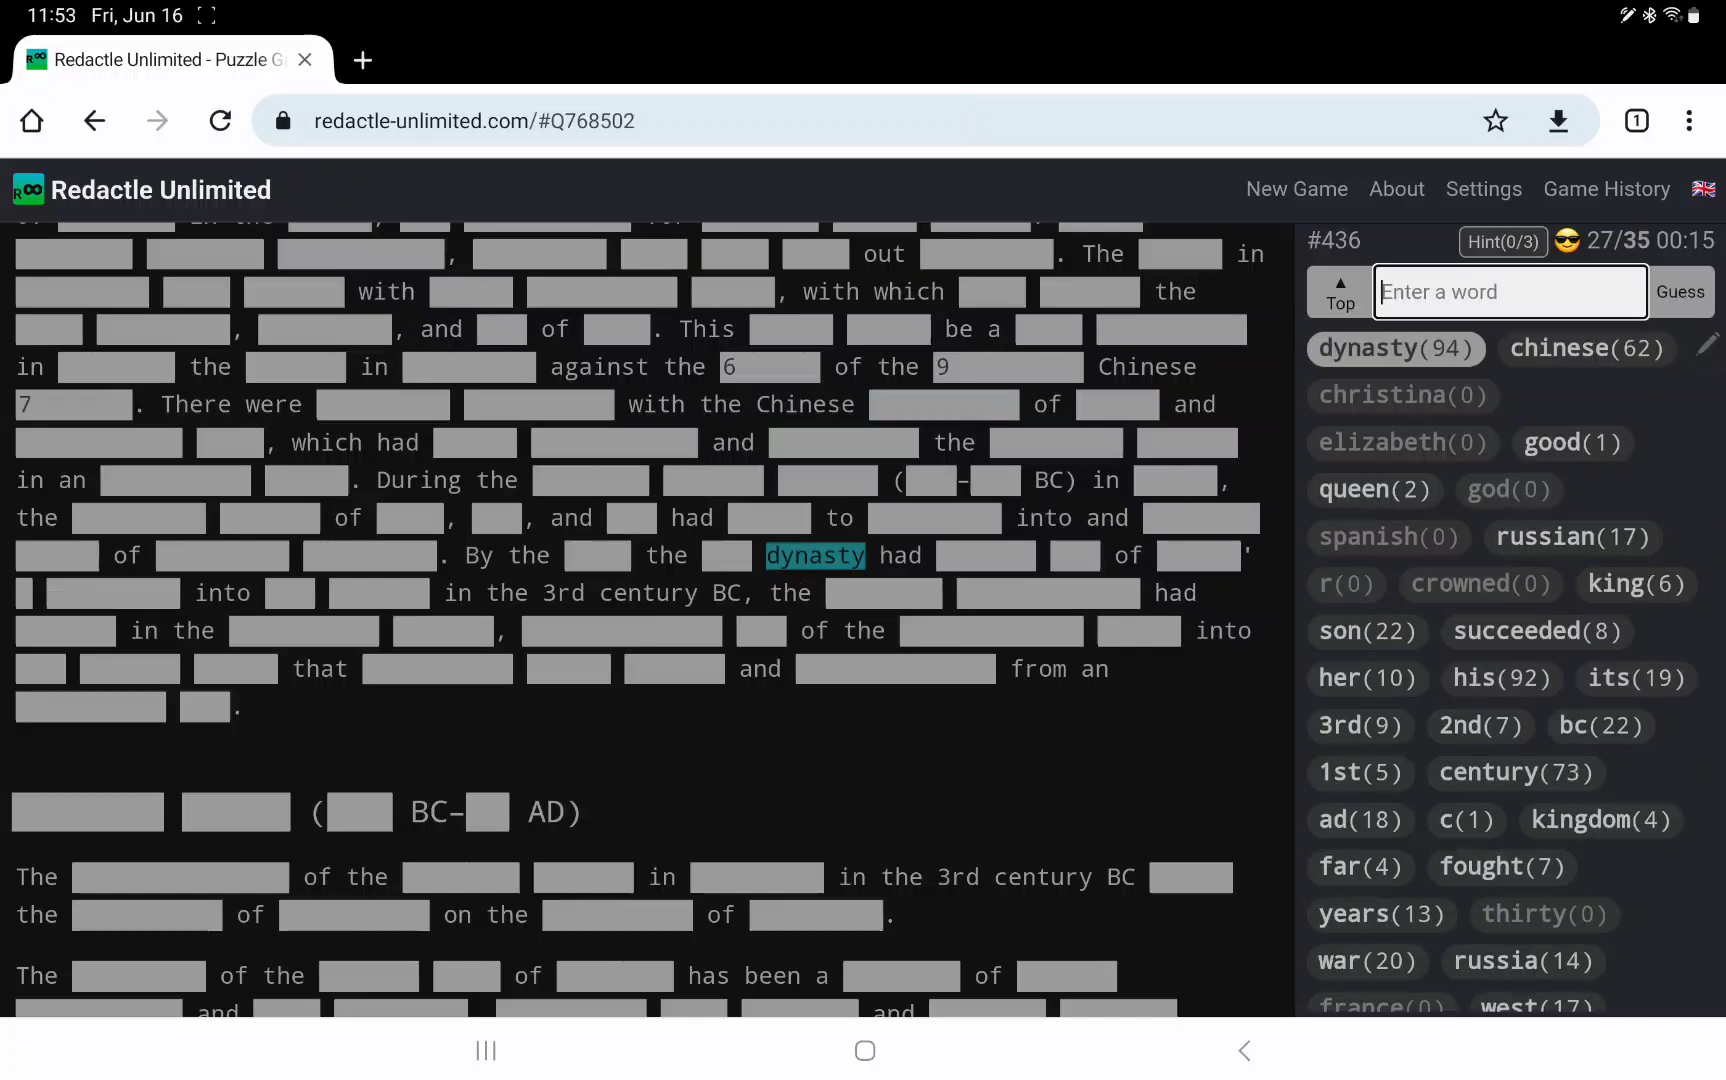 11:53 Fri, Jun 16
Redactle Unlimited - Puzzle G
redactle-unlimited.com/#Q768502
1
R∞ Redactle Unlimited
New Game About Settings Game History
out . The in
with , with which the
, , and of . This be a
in the in against the 6 of the 9 Chinese
7 . There were with the Chinese of and
, which had and the
in an . During the ( – BC) in ,
the of , , and had to into and
of . By the the dynasty had of '
into in the 3rd century BC, the had
in the , of the into
that and from an
.
( BC– AD)
The of the in in the 3rd century BC
the of on the of .
The of the of has been a of
and , and
#436 Hint(0/3) 27/35 00:15
▲
Top
Enter a word
Guess
dynasty(94) chinese(62)
christina(0)
elizabeth(0) good(1)
queen(2) god(0)
spanish(0) russian(17)
r(0) crowned(0) king(6)
son(22) succeeded(8)
her(10) his(92) its(19)
3rd(9) 2nd(7) bc(22)
1st(5) century(73)
ad(18) c(1) kingdom(4)
far(4) fought(7)
years(13) thirty(0)
war(20) russia(14)
france(0) west(17)